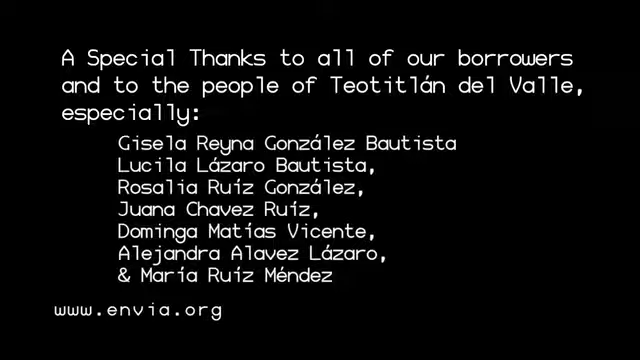 A Special Thanks to all of our borrowers
and to the people of Teotitlán del Valle,
especially:
Gisela Reyna González Bautista
Lucila Lázaro Bautista,
Rosalia Ruíz González,
Juana Chavez Ruíz,
Dominga Matías Vicente,
Alejandra Alavez Lázaro,
& María Ruíz Méndez
www.envia.org